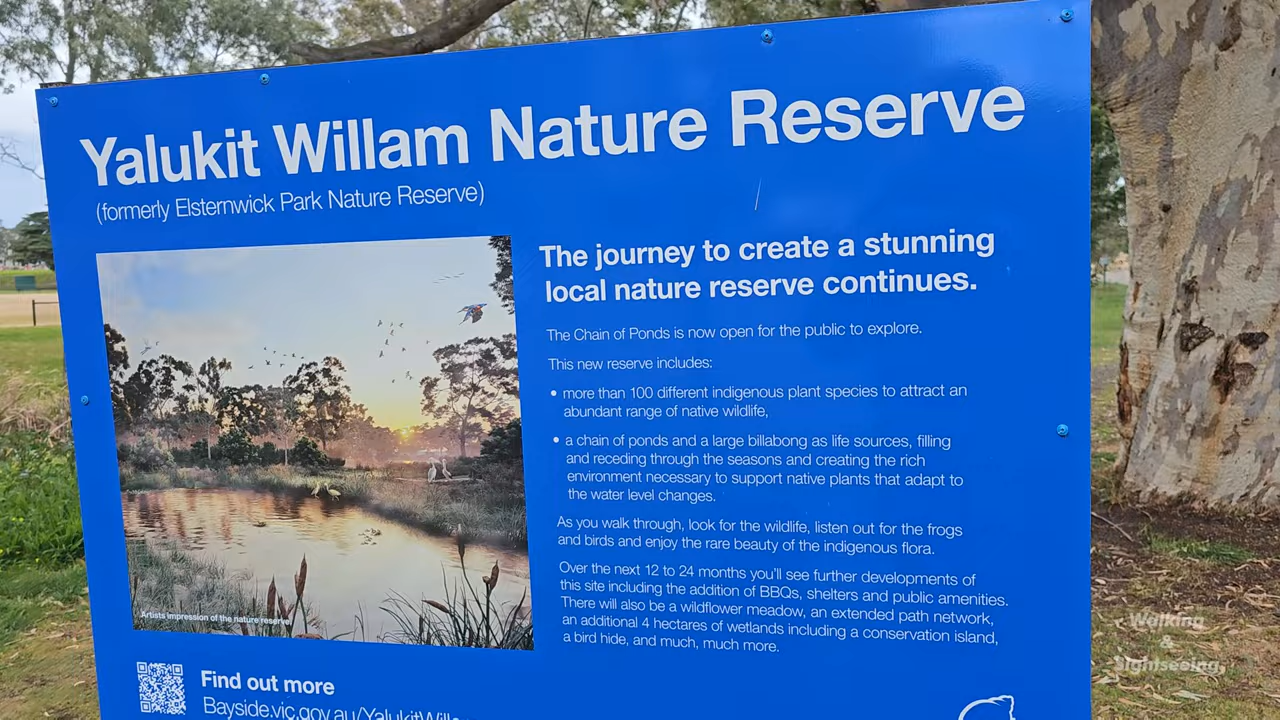 Yalukit Willam Nature Reserve
(formerly Elsternwick Park Nature Reserve)
The journey to create a stunning
local nature reserve continues.
The Chain of Ponds is now open for the public to explore.
This new reserve includes:
• more than 100 different indigenous plant species to attract an
abundant range of native wildlife,
• a chain of ponds and a large billabong as life sources, filling
and receding through the seasons and creating the rich
environment necessary to support native plants that adapt to
the water level changes.
As you walk through, look for the wildlife, listen out for the frogs
and birds and enjoy the rare beauty of the indigenous flora.
Over the next 12 to 24 months you'll see further developments of
this site including the addition of BBQs, shelters and public amenities.
There will also be a wildflower meadow, an extended path network,
an additional 4 hectares of wetlands including a conservation island,
a bird hide, and much, much more.
Artists impression of the nature reserve
Find out more
Bayside.vic.gov.au/YalukitWilla
Walking
&
Sightseeing